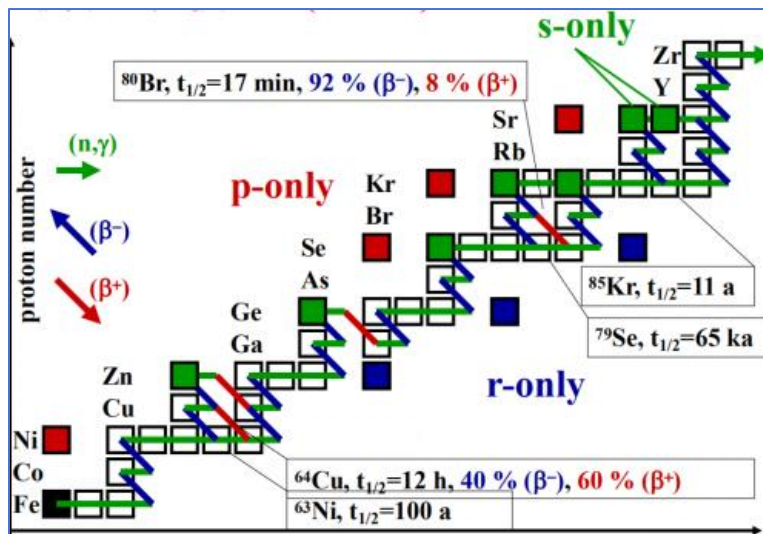 s-only
Zr
⁸⁰Br, t₁/₂=17 min, 92 % (β⁻), 8 % (β⁺)
Y
Sr
(n,γ)
Rb
p-only
Kr
Br
(β⁻)
Se
As
proton number
(β⁺)
⁸⁵Kr, t₁/₂=11 a
Ge
⁷⁹Se, t₁/₂=65 ka
Ga
r-only
Zn
Cu
Ni
Co
⁶⁴Cu, t₁/₂=12 h, 40 % (β⁻), 60 % (β⁺)
Fe
⁶³Ni, t₁/₂=100 a